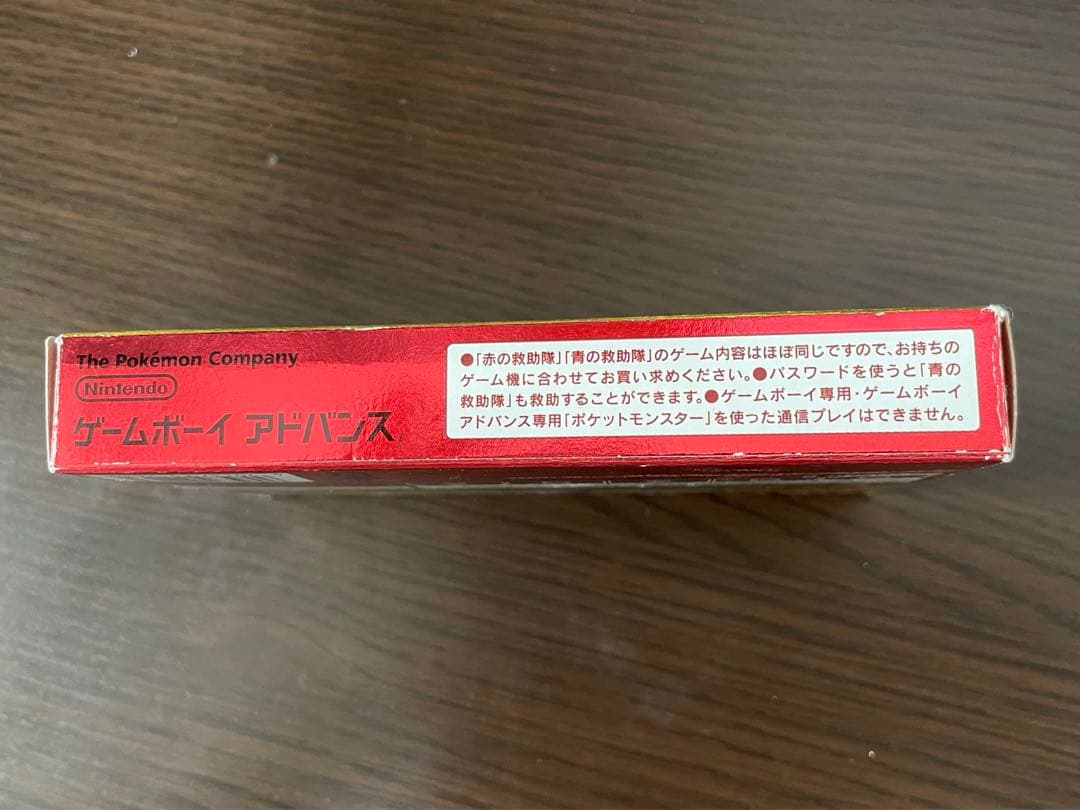 The Pokémon Company
Nintendo
ゲームボーイ アドバンス
●「赤の救助隊」「青の救助隊」のゲーム内容はほぼ同じですので、お持ちの
ゲーム機に合わせてお買い求めください。●パスワードを使うと「青の
救助隊」も救助することができます。●ゲームボーイ専用・ゲームボーイ
アドバンス専用「ポケットモンスター」を使った通信プレイはできません。